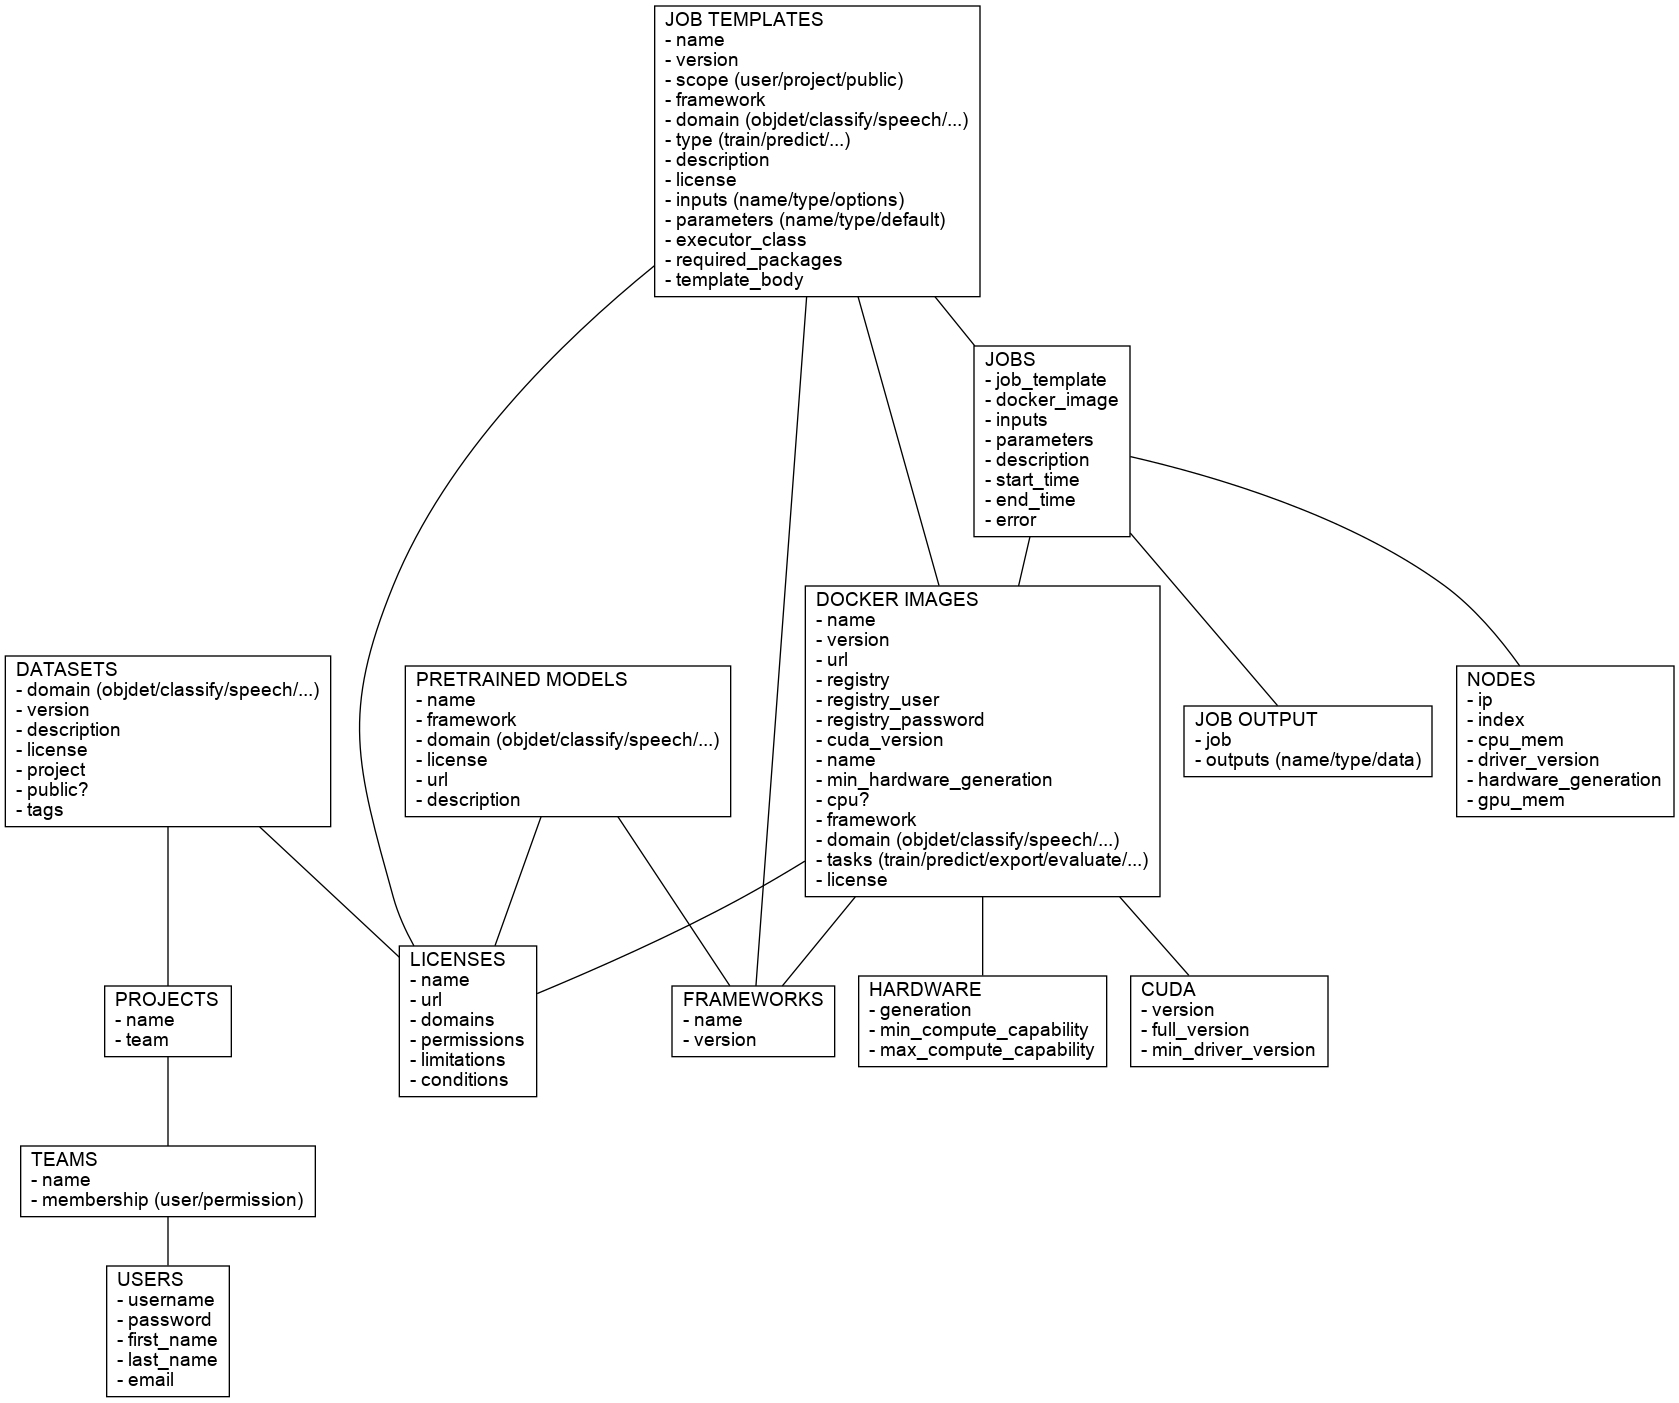 JOB TEMPLATES
- name
- version
- scope (user/project/public)
- framework
- domain (objdet/classify/speech/...)
- type (train/predict/...)
- description
- license
- inputs (name/type/options)
- parameters (name/type/default)
- executor_class
- required_packages
- template_body
JOBS
- job_template
- docker_image
- inputs
- parameters
- description
- start_time
- end_time
- error
DATASETS
- domain (objdet/classify/speech/...)
- version
- description
- license
- project
- public?
- tags
PRETRAINED MODELS
- name
- framework
- domain (objdet/classify/speech/...)
- license
- url
- description
DOCKER IMAGES
- name
- version
- url
- registry
- registry_user
- registry_password
- cuda_version
- name
- min_hardware_generation
- cpu?
- framework
- domain (objdet/classify/speech/...)
- tasks (train/predict/export/evaluate/...)
- license
JOB OUTPUT
- job
- outputs (name/type/data)
NODES
- ip
- index
- cpu_mem
- driver_version
- hardware_generation
- gpu_mem
PROJECTS
- name
- team
LICENSES
- name
- url
- domains
- permissions
- limitations
- conditions
FRAMEWORKS
- name
- version
HARDWARE
- generation
- min_compute_capability
- max_compute_capability
CUDA
- version
- full_version
- min_driver_version
TEAMS
- name
- membership (user/permission)
USERS
- username
- password
- first_name
- last_name
- email